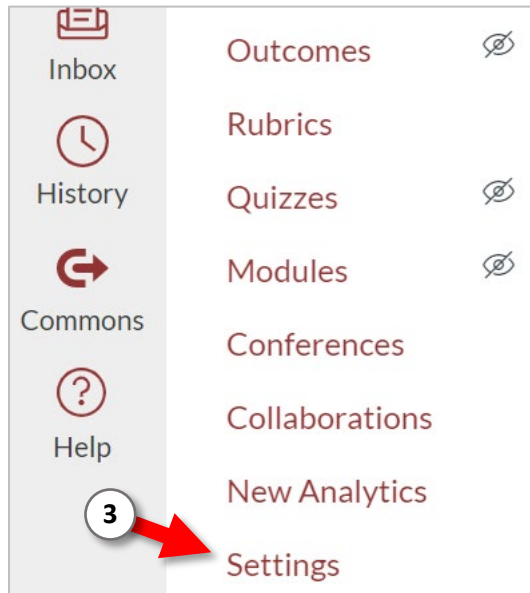 Inbox
History
Commons
Help
Outcomes
Rubrics
Quizzes
Modules
Conferences
Collaborations
New Analytics
3
Settings